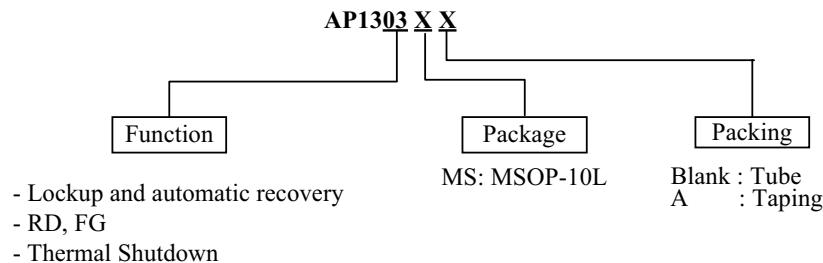 AP1303 X X
Function
Package
Packing
- Lockup and automatic recovery
- RD, FG
- Thermal Shutdown
MS: MSOP-10L
Blank : Tube
A : Taping